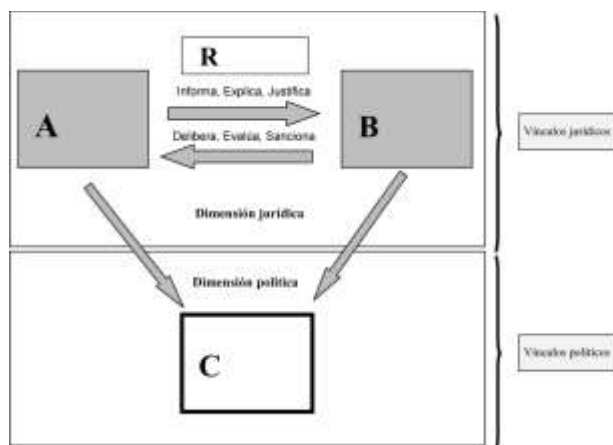 R
Informa, Explica, Justifica
A
B
Delibera, Evalúa, Sanciona
Vínculos jurídicos
Dimensión jurídica
Dimensión política
C
Vínculos políticos